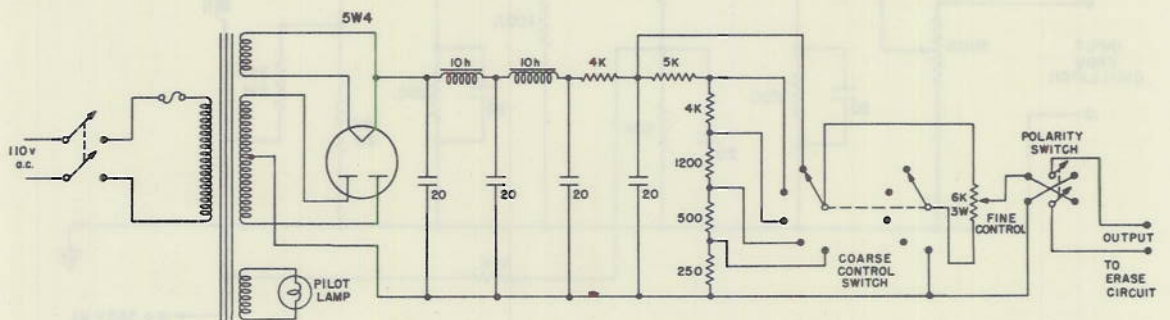 5W4
10h
10h
4K
5K
110v
a.c.
20
20
20
20
4K
1200
500
250
6K
3W
FINE
CONTROL
COARSE
CONTROL
SWITCH
POLARITY
SWITCH
OUTPUT
TO
ERASE
CIRCUIT
PILOT
LAMP